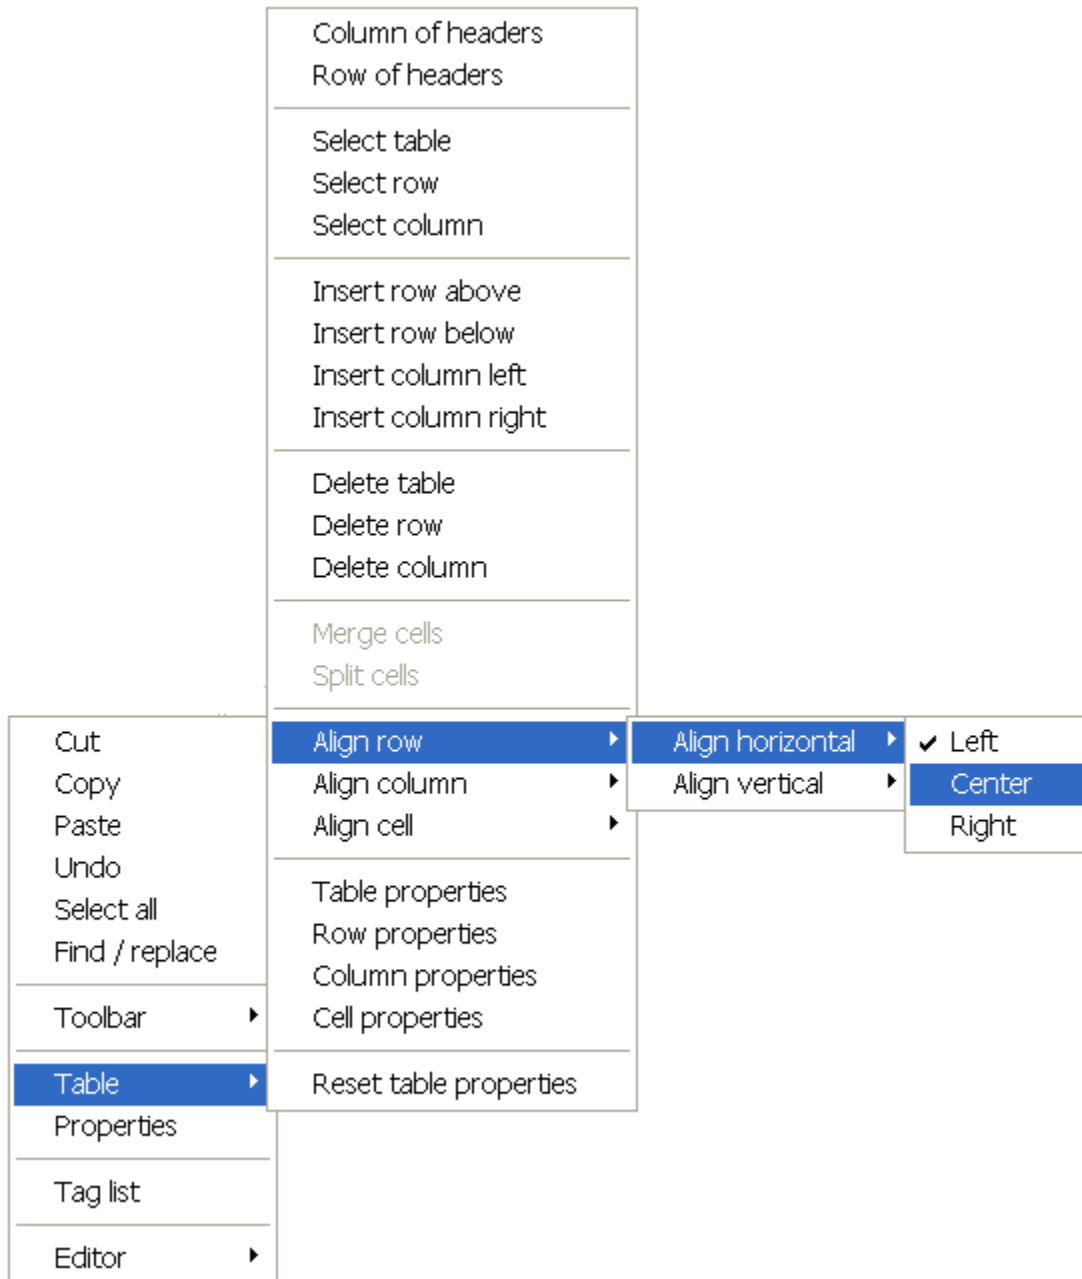 Column of headers
Row of headers
Select table
Select row
Select column
Insert row above
Insert row below
Insert column left
Insert column right
Delete table
Delete row
Delete column
Merge cells
Split cells
Align row
Align column
Align cell
Table properties
Row properties
Column properties
Cell properties
Reset table properties
Cut
Copy
Paste
Undo
Select all
Find / replace
Toolbar
Table
Properties
Tag list
Editor
Align horizontal
Align vertical
Left
Center
Right